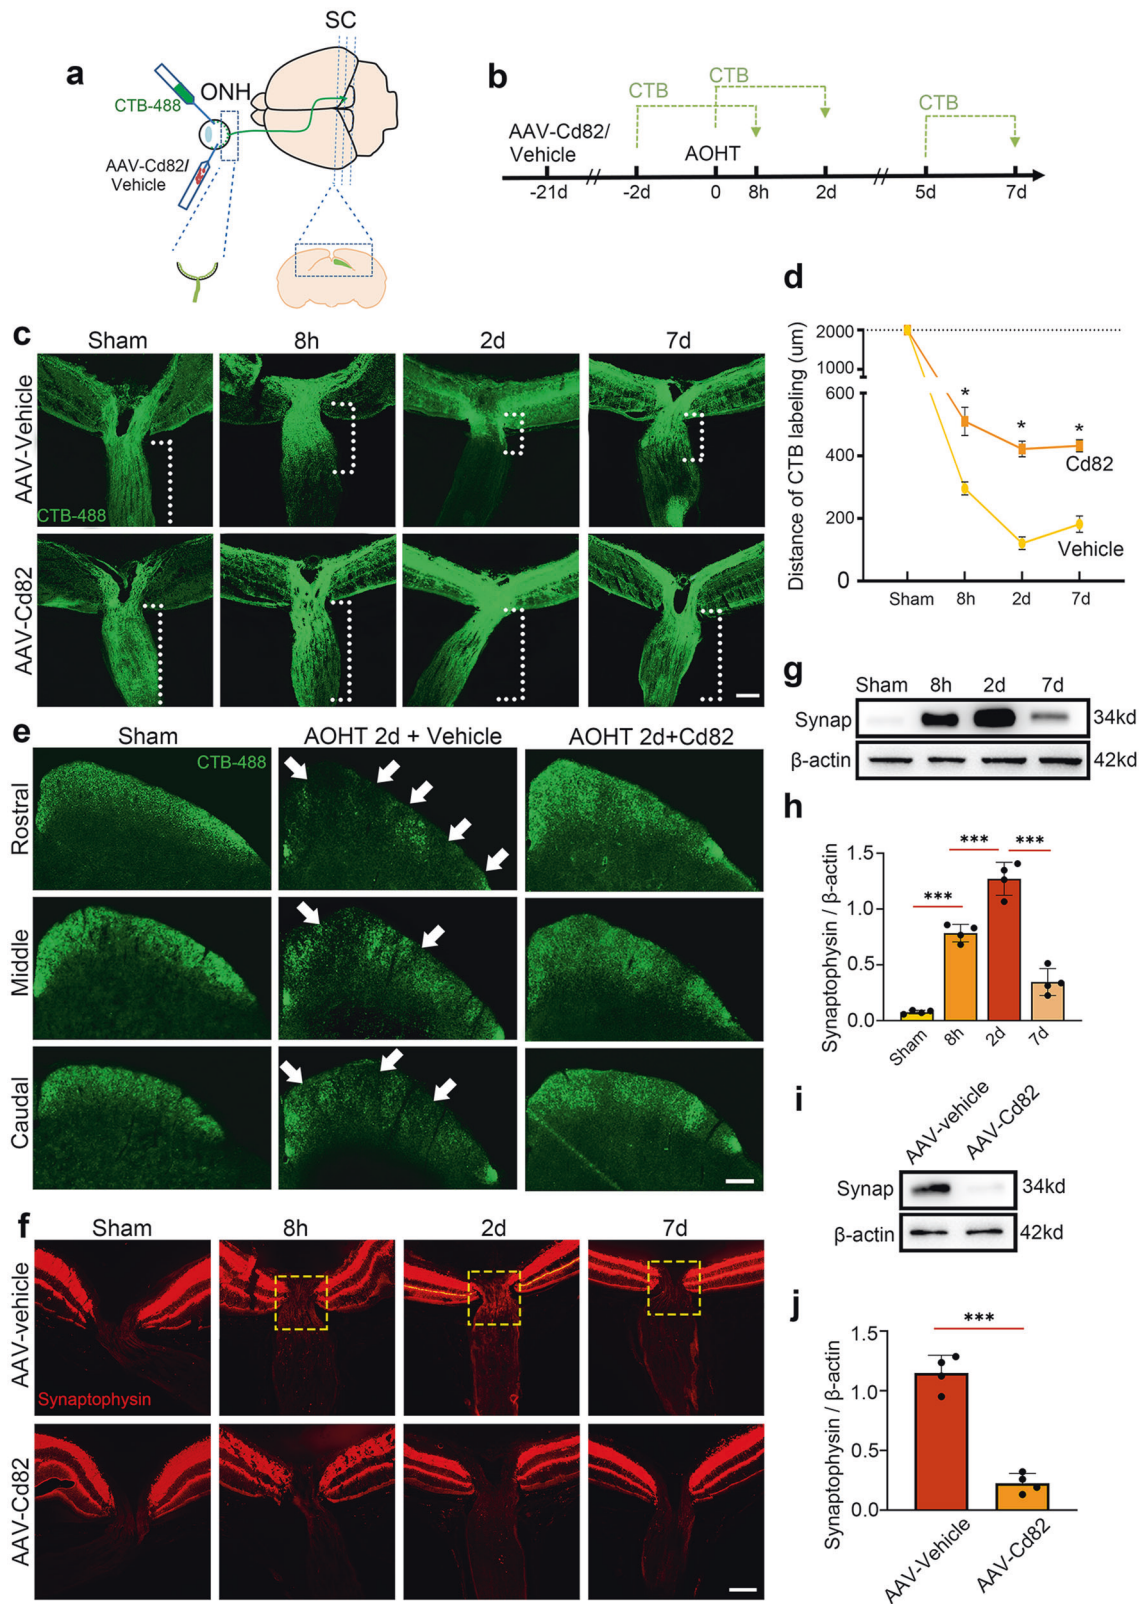 a
SC
ONH
CTB-488
AAV-Cd82/
Vehicle
b
CTB
CTB
CTB
AAV-Cd82/
Vehicle
AOHT
-21d
-2d
0
8h
2d
5d
7d
c
Sham
8h
2d
7d
AAV-Vehicle
CTB-488
AAV-Cd82
d
Distance of CTB labeling (um)
2000
1000
600
400
200
0
*
*
*
Cd82
Vehicle
Sham
8h
2d
7d
e
Sham
AOHT 2d + Vehicle
AOHT 2d+Cd82
CTB-488
Rostral
Middle
Caudal
f
Sham
8h
2d
7d
AAV-vehicle
Synaptophysin
AAV-Cd82
g
Sham
8h
2d
7d
Synap
34kd
β-actin
42kd
h
Synaptophysin / β-actin
1.5
1.0
0.5
0.0
***
***
***
Sham
8h
2d
7d
i
AAV-vehicle
AAV-Cd82
Synap
34kd
β-actin
42kd
j
Synaptophysin / β-actin
1.5
1.0
0.5
0.0
***
AAV-Vehicle
AAV-Cd82